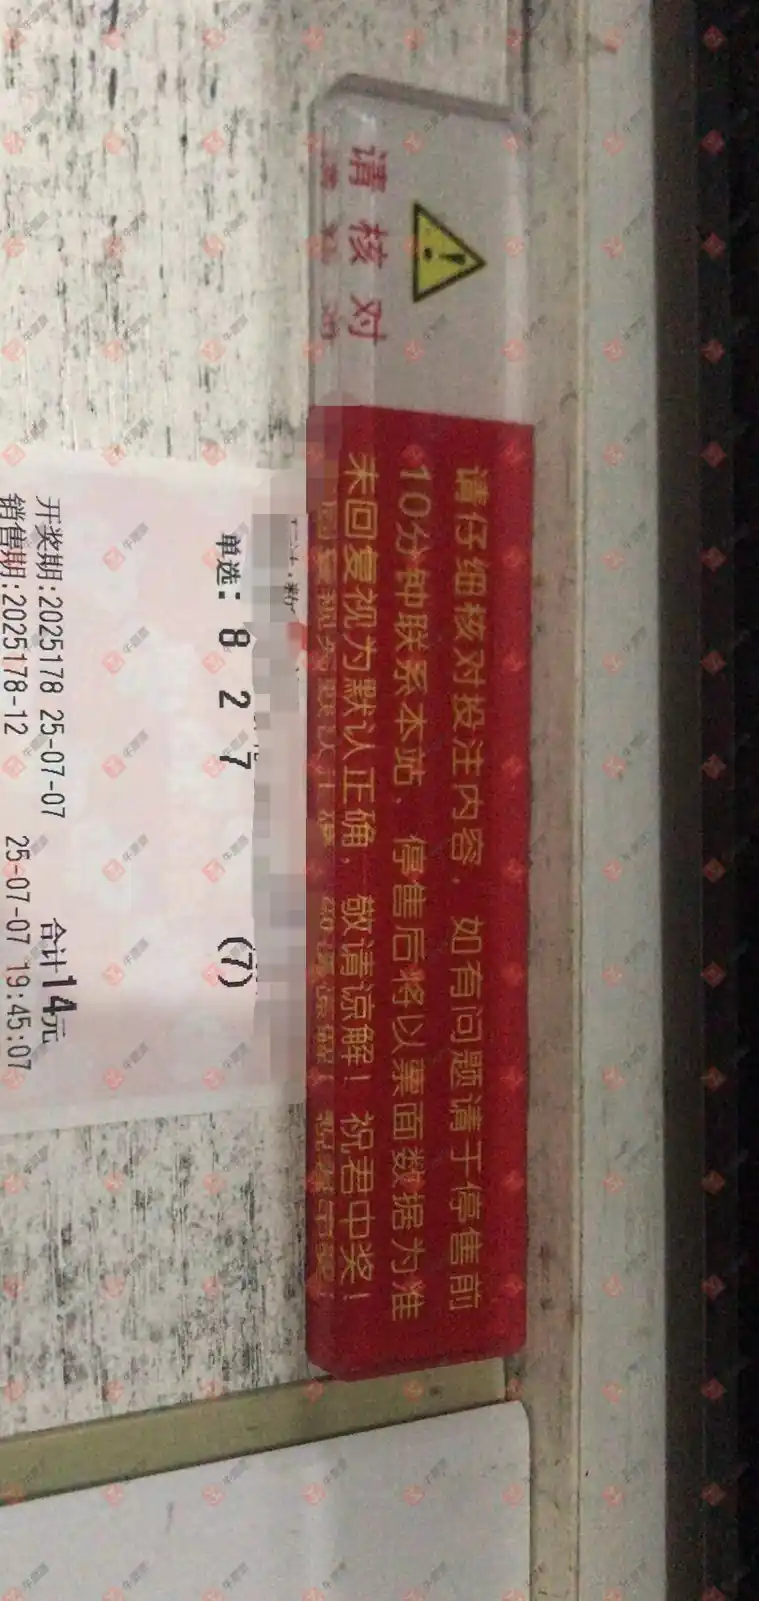 请核对
请仔细核对投注内容，如有问题请于停售前
10分钟联系本站，停售后将以票面数据为准
未回复视为默认正确，敬请谅解！祝君中奖！
单选: 8 2 7 (7)
开奖期:2025178 25-07-07 合计14元
销售期:2025178-12 25-07-07 19:45:07